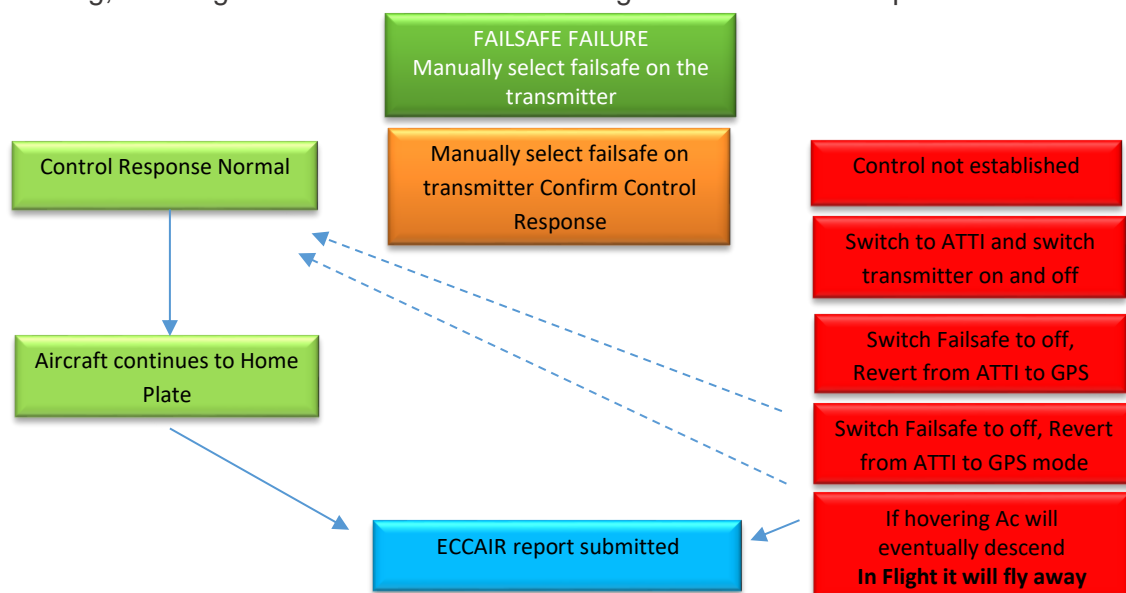 FAILSAFE FAILURE
Manually select failsafe on the
transmitter
Control Response Normal
Manually select failsafe on
transmitter Confirm Control
Response
Control not established
Switch to ATTI and switch
transmitter on and off
Aircraft continues to Home
Plate
Switch Failsafe to off,
Revert from ATTI to GPS
Switch Failsafe to off, Revert
from ATTI to GPS mode
ECCAIR report submitted
If hovering Ac will
eventually descend
In Flight it will fly away